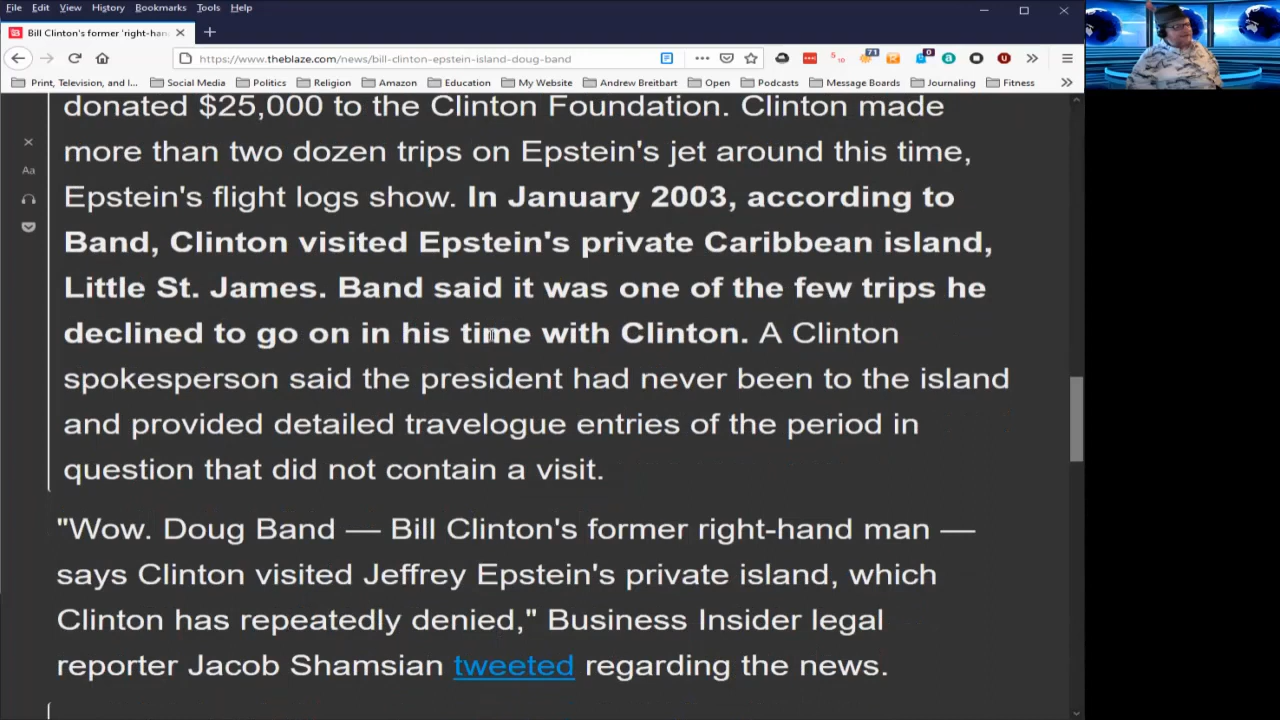 File Edit View History Bookmarks Tools Help
Bill Clinton's former 'right-han
https://www.theblaze.com/news/bill-clinton-epstein-island-doug-band
71
5
10
0
Print, Television, and I... Social Media Politics Religion Amazon Education My Website Andrew Breitbart Open Podcasts Message Boards Journaling Fitness
Aa
donated $25,000 to the Clinton Foundation. Clinton made
more than two dozen trips on Epstein's jet around this time,
Epstein's flight logs show. In January 2003, according to
Band, Clinton visited Epstein's private Caribbean island,
Little St. James. Band said it was one of the few trips he
declined to go on in his time with Clinton. A Clinton
spokesperson said the president had never been to the island
and provided detailed travelogue entries of the period in
question that did not contain a visit.
"Wow. Doug Band — Bill Clinton's former right-hand man —
says Clinton visited Jeffrey Epstein's private island, which
Clinton has repeatedly denied," Business Insider legal
reporter Jacob Shamsian tweeted regarding the news.